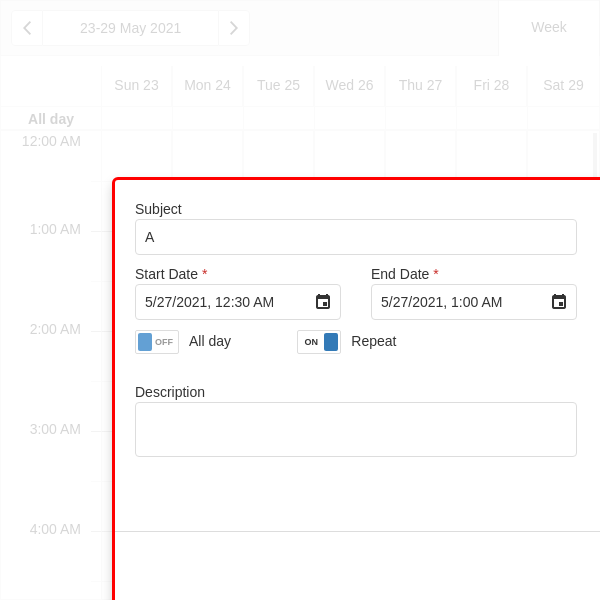 23-29 May 2021
Week
Sun 23 Mon 24 Tue 25 Wed 26 Thu 27 Fri 28 Sat 29
All day
12:00 AM
1:00 AM
2:00 AM
3:00 AM
4:00 AM
Subject
A
Start Date * End Date *
5/27/2021, 12:30 AM 5/27/2021, 1:00 AM
OFF All day ON Repeat
Description